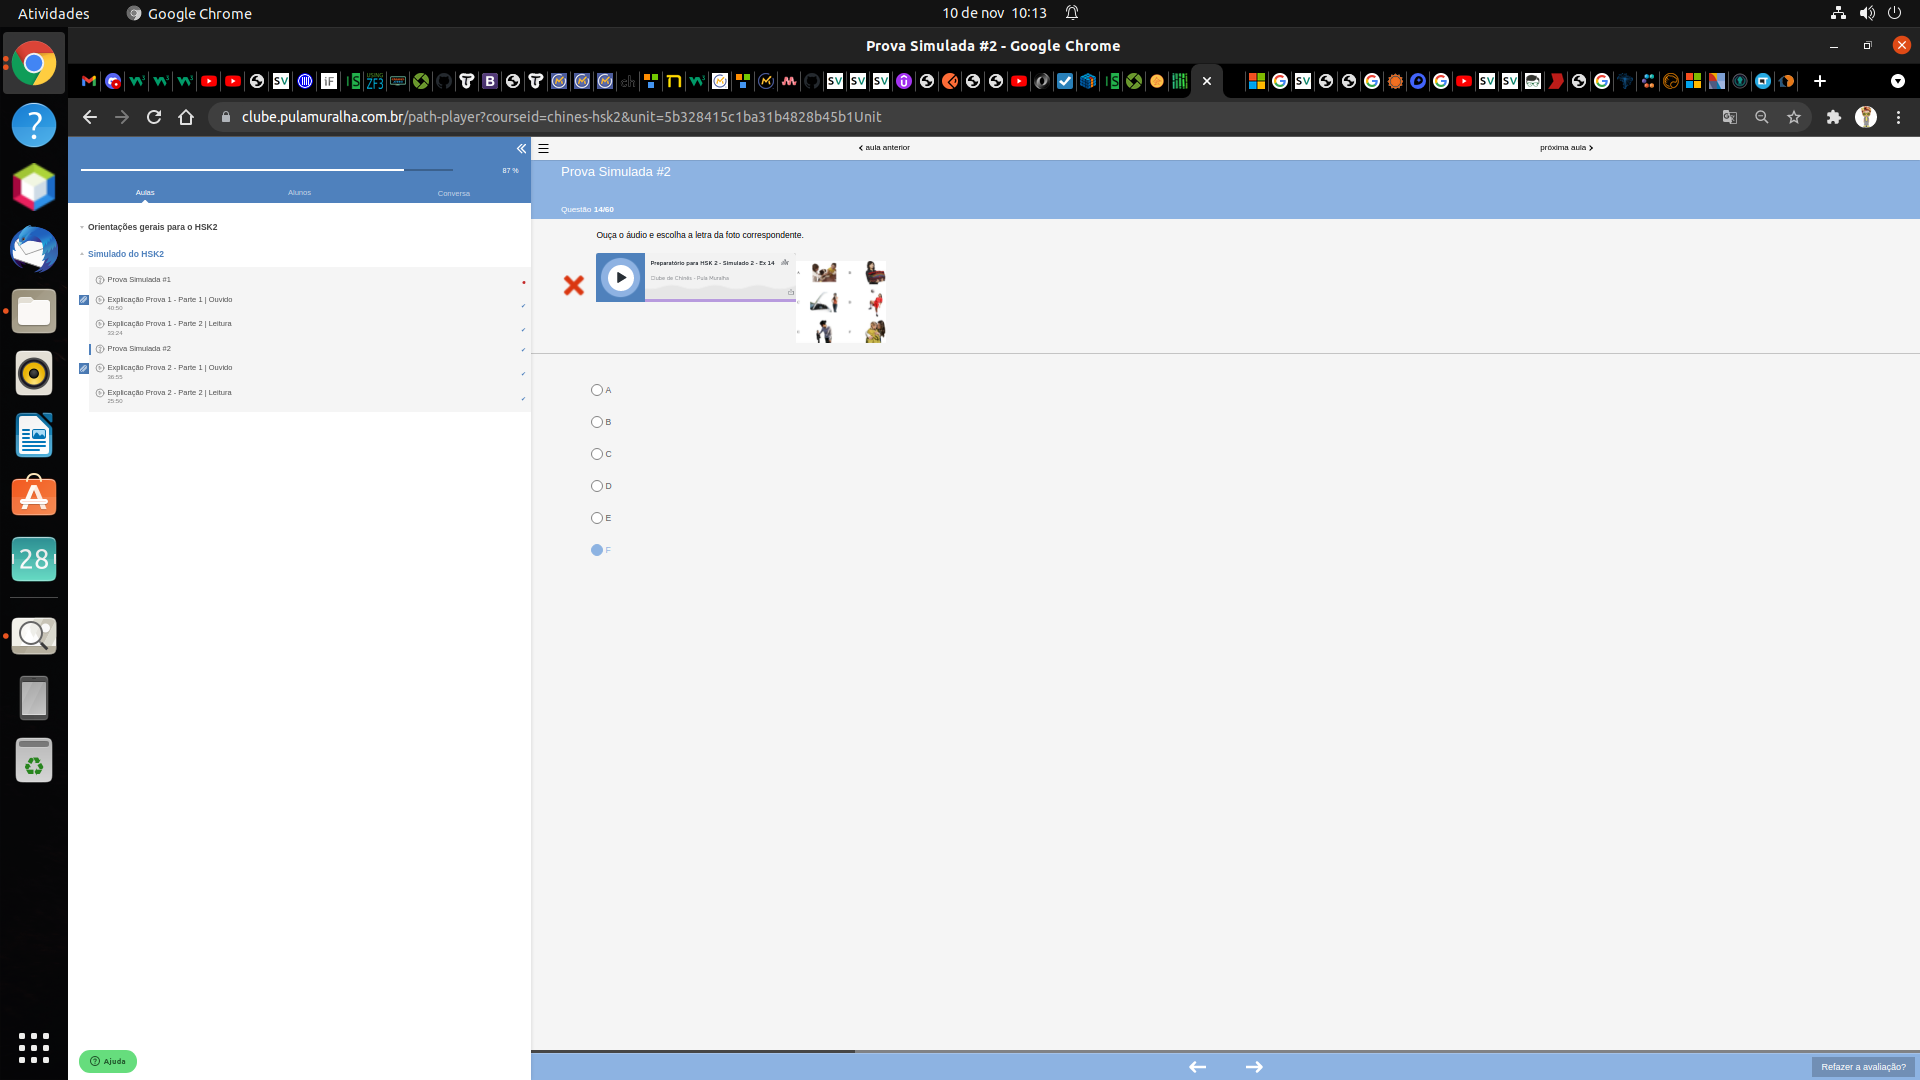 Atividades
Google Chrome
10 de nov 10:13
Prova Simulada #2 - Google Chrome
clube.pulamuralha.com.br/path-player?courseid=chines-hsk2&unit=5b328415c1ba31b4828b45b1Unit
87 %
Aulas
Alunos
Conversa
Orientações gerais para o HSK2
Simulado do HSK2
Prova Simulada #1
Explicação Prova 1 - Parte 1 | Ouvido
40:50
Explicação Prova 1 - Parte 2 | Leitura
33:24
Prova Simulada #2
Explicação Prova 2 - Parte 1 | Ouvido
36:55
Explicação Prova 2 - Parte 2 | Leitura
25:50
28
Ajuda
aula anterior
próxima aula
Prova Simulada #2
Questão 14/60
Ouça o áudio e escolha a letra da foto correspondente.
Preparatório para HSK 2 - Simulado 2 - Ex 14
Clube de Chinês - Pula Muralha
A
B
C
D
E
F
Refazer a avaliação?